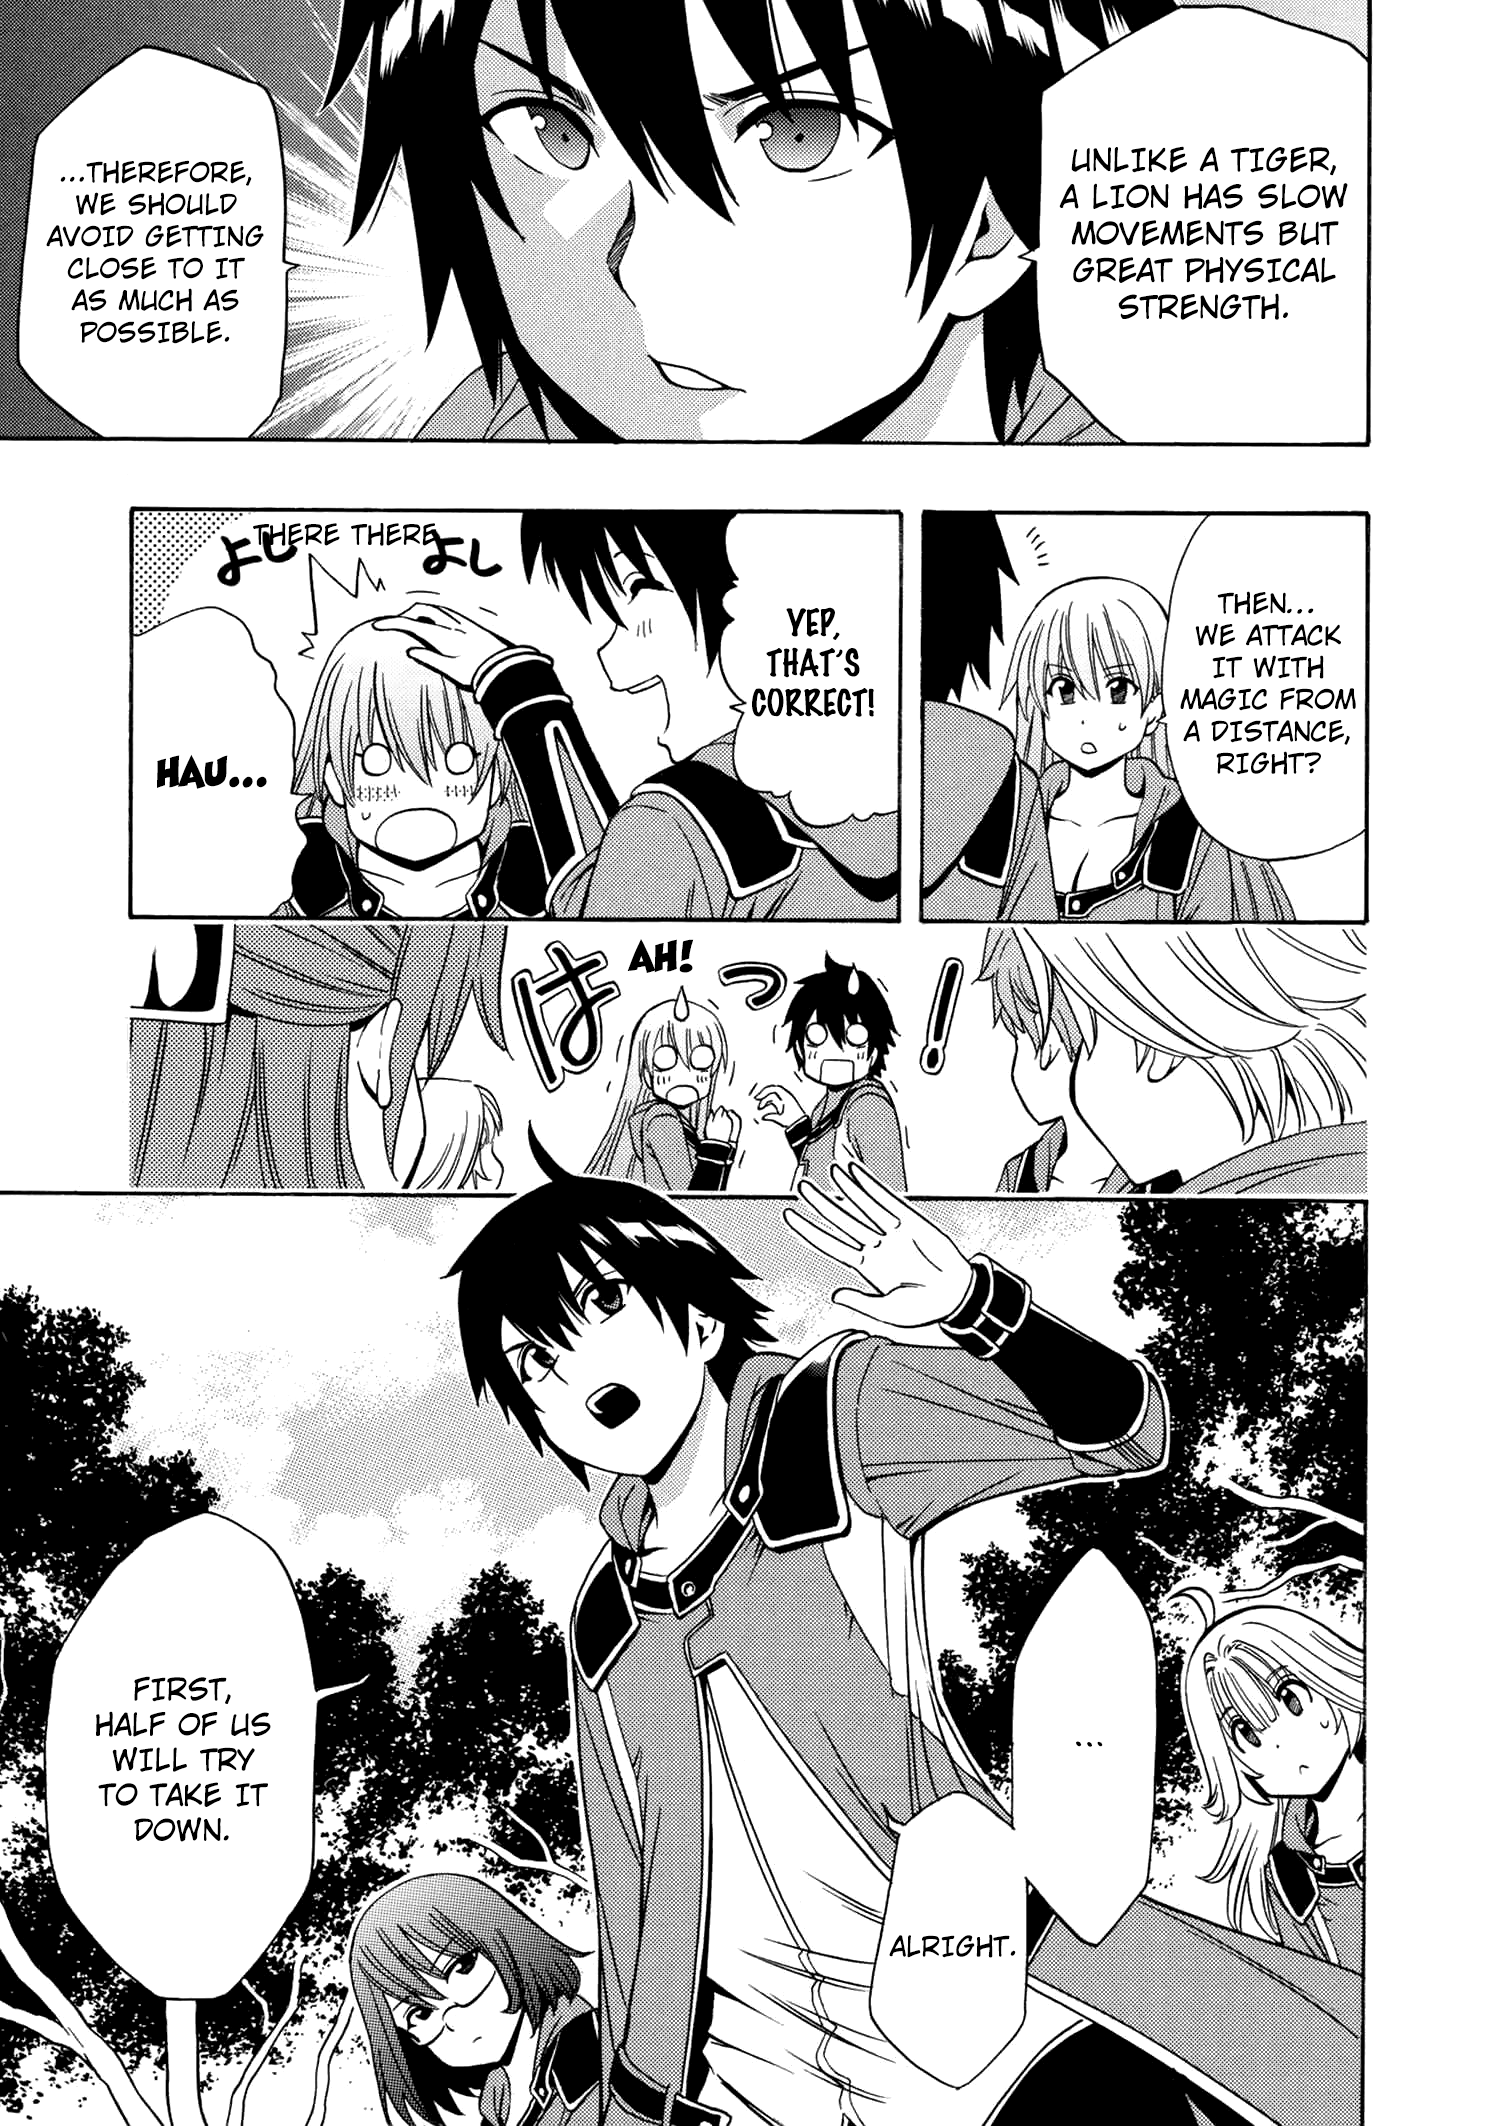 UNLIKE A TIGER,
A LION HAS SLOW
MOVEMENTS BUT
GREAT PHYSICAL
STRENGTH.
...THEREFORE,
WE SHOULD
AVOID GETTING
CLOSE TO IT
AS MUCH AS
POSSIBLE.
THEN...
WE ATTACK
IT WITH
MAGIC FROM
A DISTANCE,
RIGHT?
YEP,
THAT'S
CORRECT!
THERE THERE
よし
よし
HAU...
AH!
はっ!
...
ALRIGHT.
FIRST,
HALF OF US
WILL TRY
TO TAKE IT
DOWN.